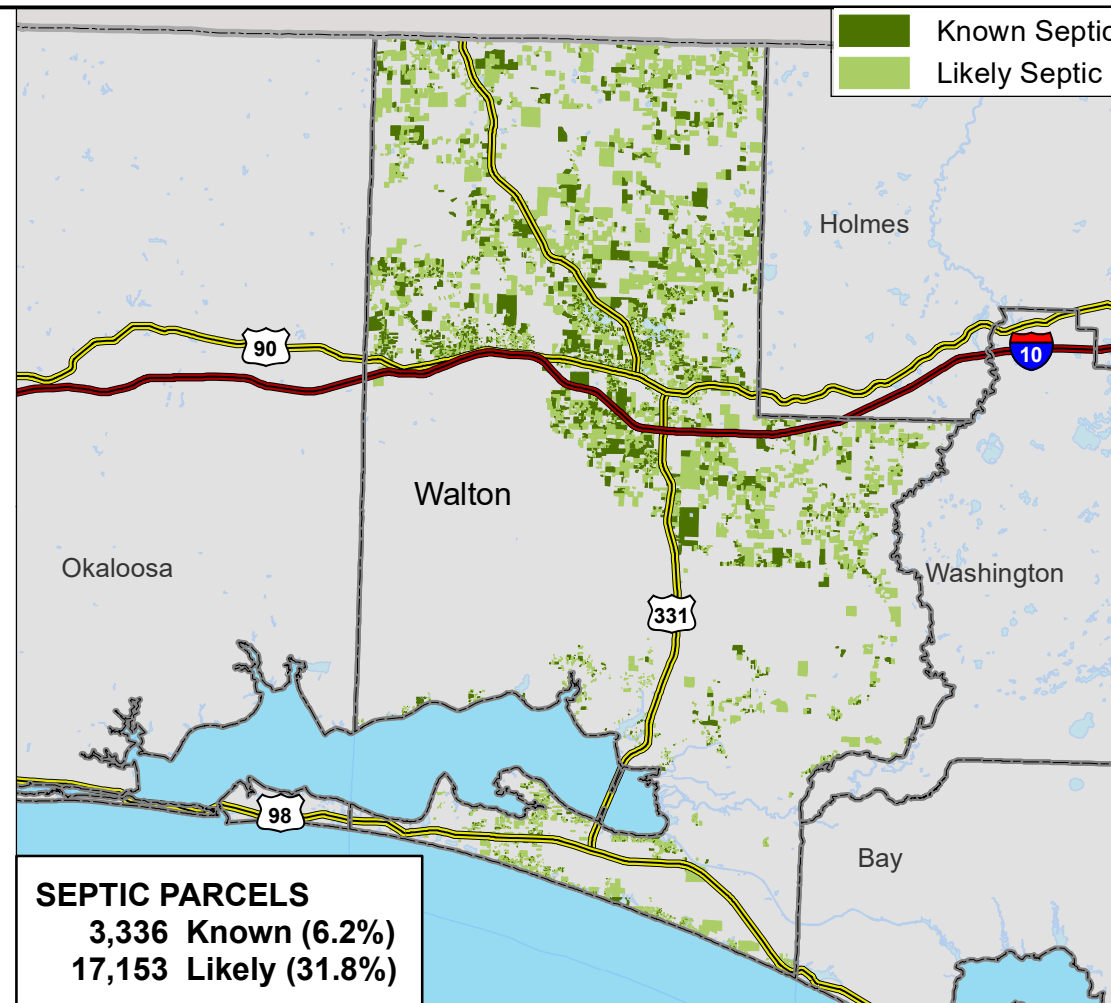 Known Septic
Likely Septic
Holmes
90
10
Walton
Okaloosa
Washington
331
98
Bay
SEPTIC PARCELS
3,336 Known (6.2%)
17,153 Likely (31.8%)